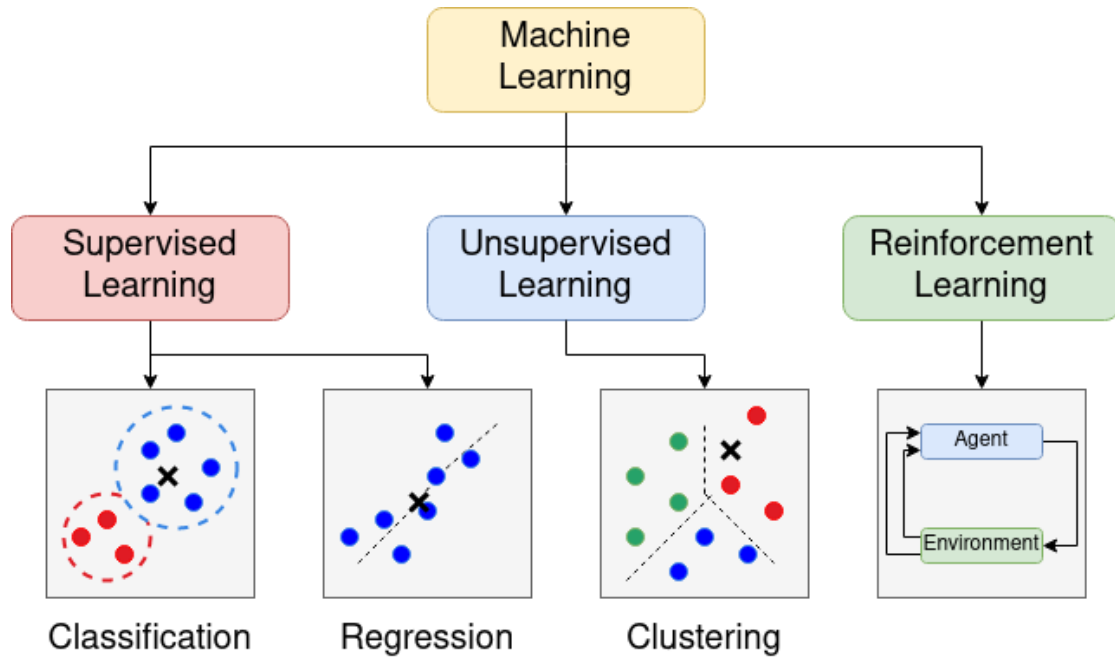 Machine
Learning
Supervised
Learning
Unsupervised
Learning
Reinforcement
Learning
Agent
Environment
Classification
Regression
Clustering